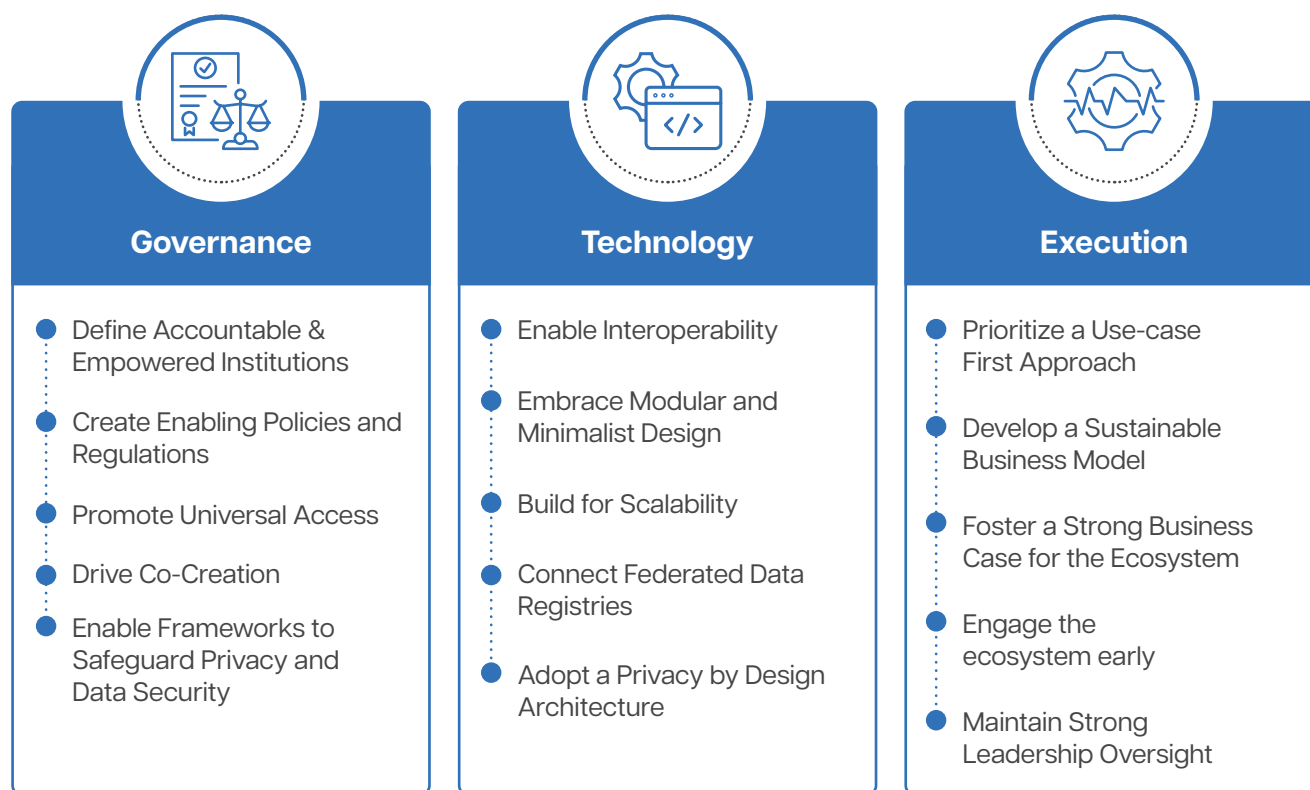 Governance
Define Accountable &
Empowered Institutions
Create Enabling Policies and
Regulations
Promote Universal Access
Drive Co-Creation
Enable Frameworks to
Safeguard Privacy and
Data Security
Technology
Enable Interoperability
Embrace Modular and
Minimalist Design
Build for Scalability
Connect Federated Data
Registries
Adopt a Privacy by Design
Architecture
Execution
Prioritize a Use-case
First Approach
Develop a Sustainable
Business Model
Foster a Strong Business
Case for the Ecosystem
Engage the
ecosystem early
Maintain Strong
Leadership Oversight